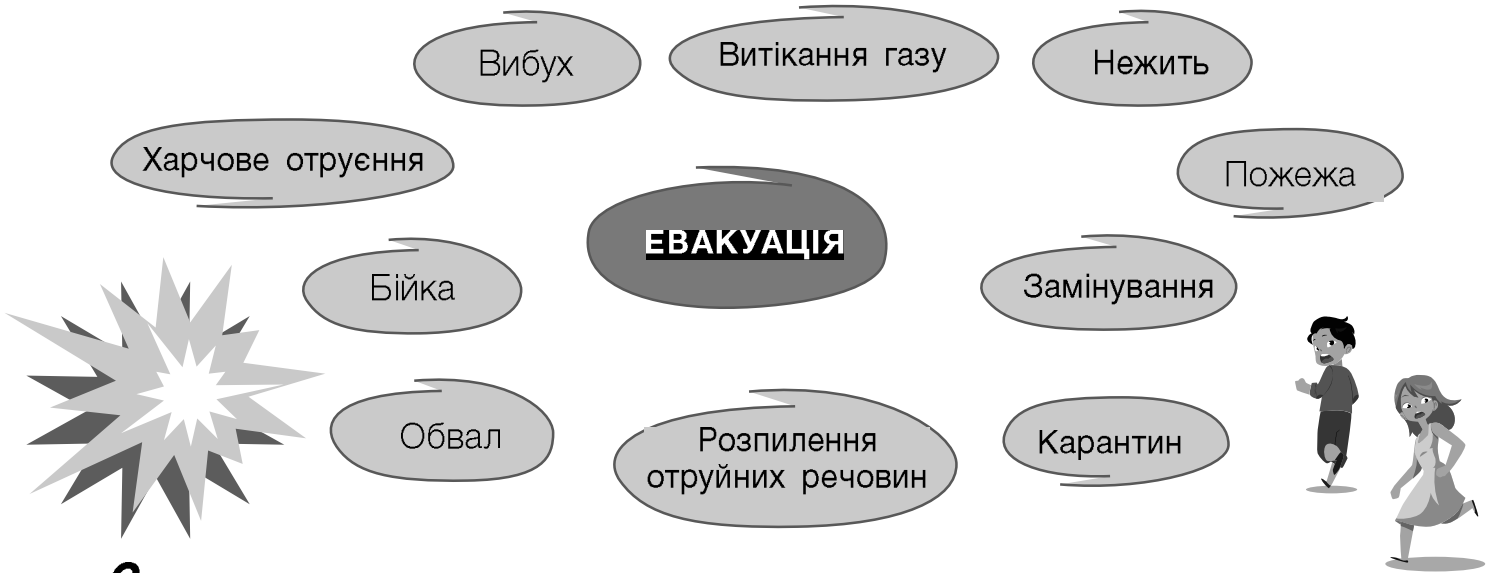 Вибух
Витікання газу
Нежить
Харчове отруєння
Пожежа
ЕВАКУАЦІЯ
Бійка
Замінування
Обвал
Розпилення
отруйних речовин
Карантин